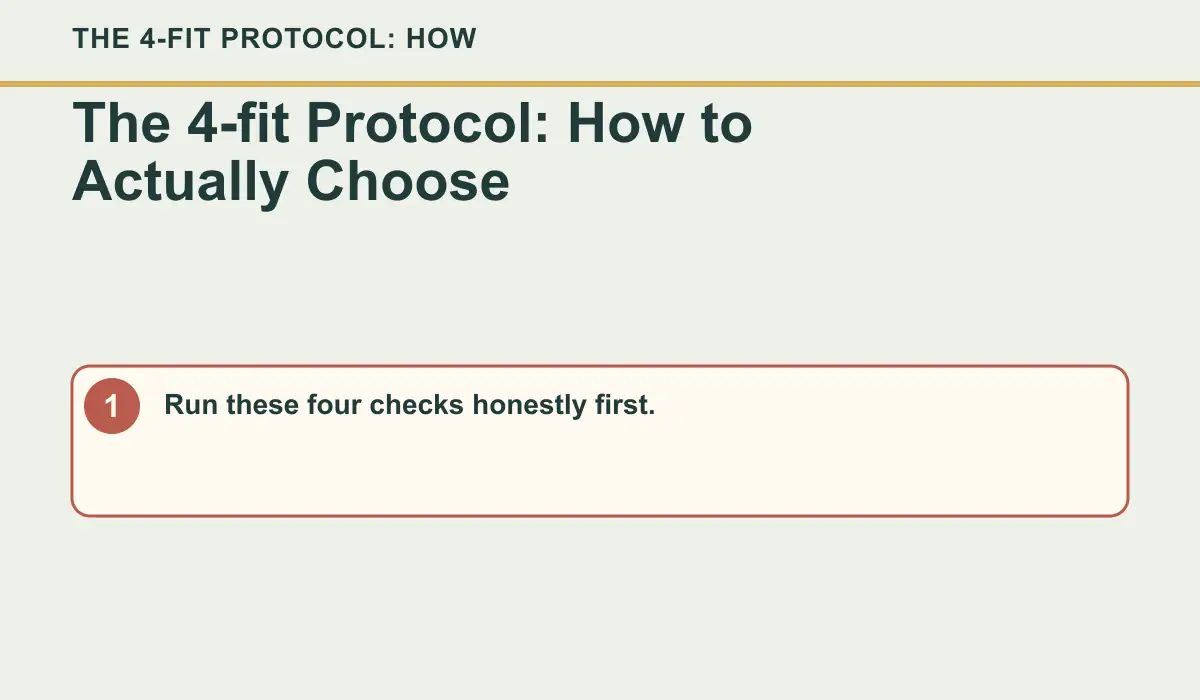 THE 4-FIT PROTOCOL: HOW
The 4-fit Protocol: How to
Actually Choose
1 Run these four checks honestly first.